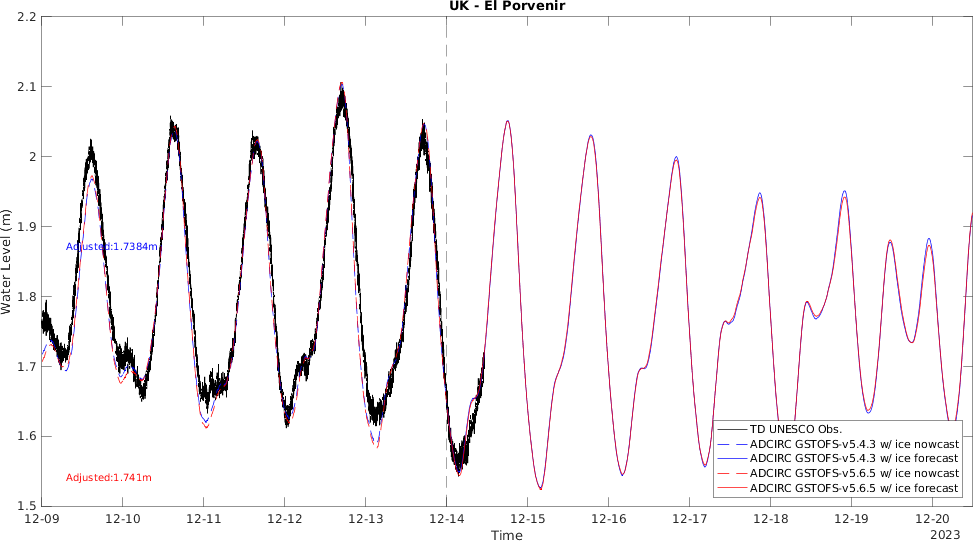 UK - El Porvenir
2.2
2.1
2
1.9
1.8
1.7
1.6
1.5
Water Level (m)
Adjusted:1.7384m
Adjusted:1.741m
TD UNESCO Obs.
ADCIRC GSTOFS-v5.4.3 w/ ice nowcast
ADCIRC GSTOFS-v5.4.3 w/ ice forecast
ADCIRC GSTOFS-v5.6.5 w/ ice nowcast
ADCIRC GSTOFS-v5.6.5 w/ ice forecast
12-09 12-10 12-11 12-12 12-13 12-14 12-15 12-16 12-17 12-18 12-19 12-20
Time
2023